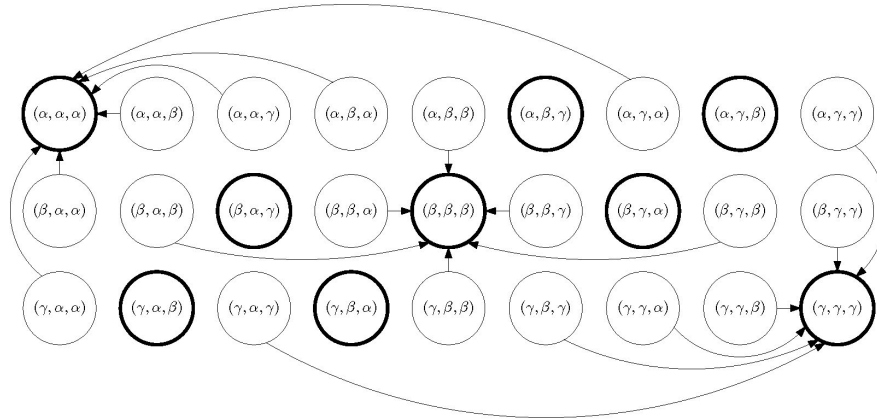 (α, α, α) (α, α, β) (α, α, γ) (α, β, α) (α, β, β) (α, β, γ) (α, γ, α) (α, γ, β) (α, γ, γ)
(β, α, α) (β, α, β) (β, α, γ) (β, β, α) (β, β, β) (β, β, γ) (β, γ, α) (β, γ, β) (β, γ, γ)
(γ, α, α) (γ, α, β) (γ, α, γ) (γ, β, α) (γ, β, β) (γ, β, γ) (γ, γ, α) (γ, γ, β) (γ, γ, γ)